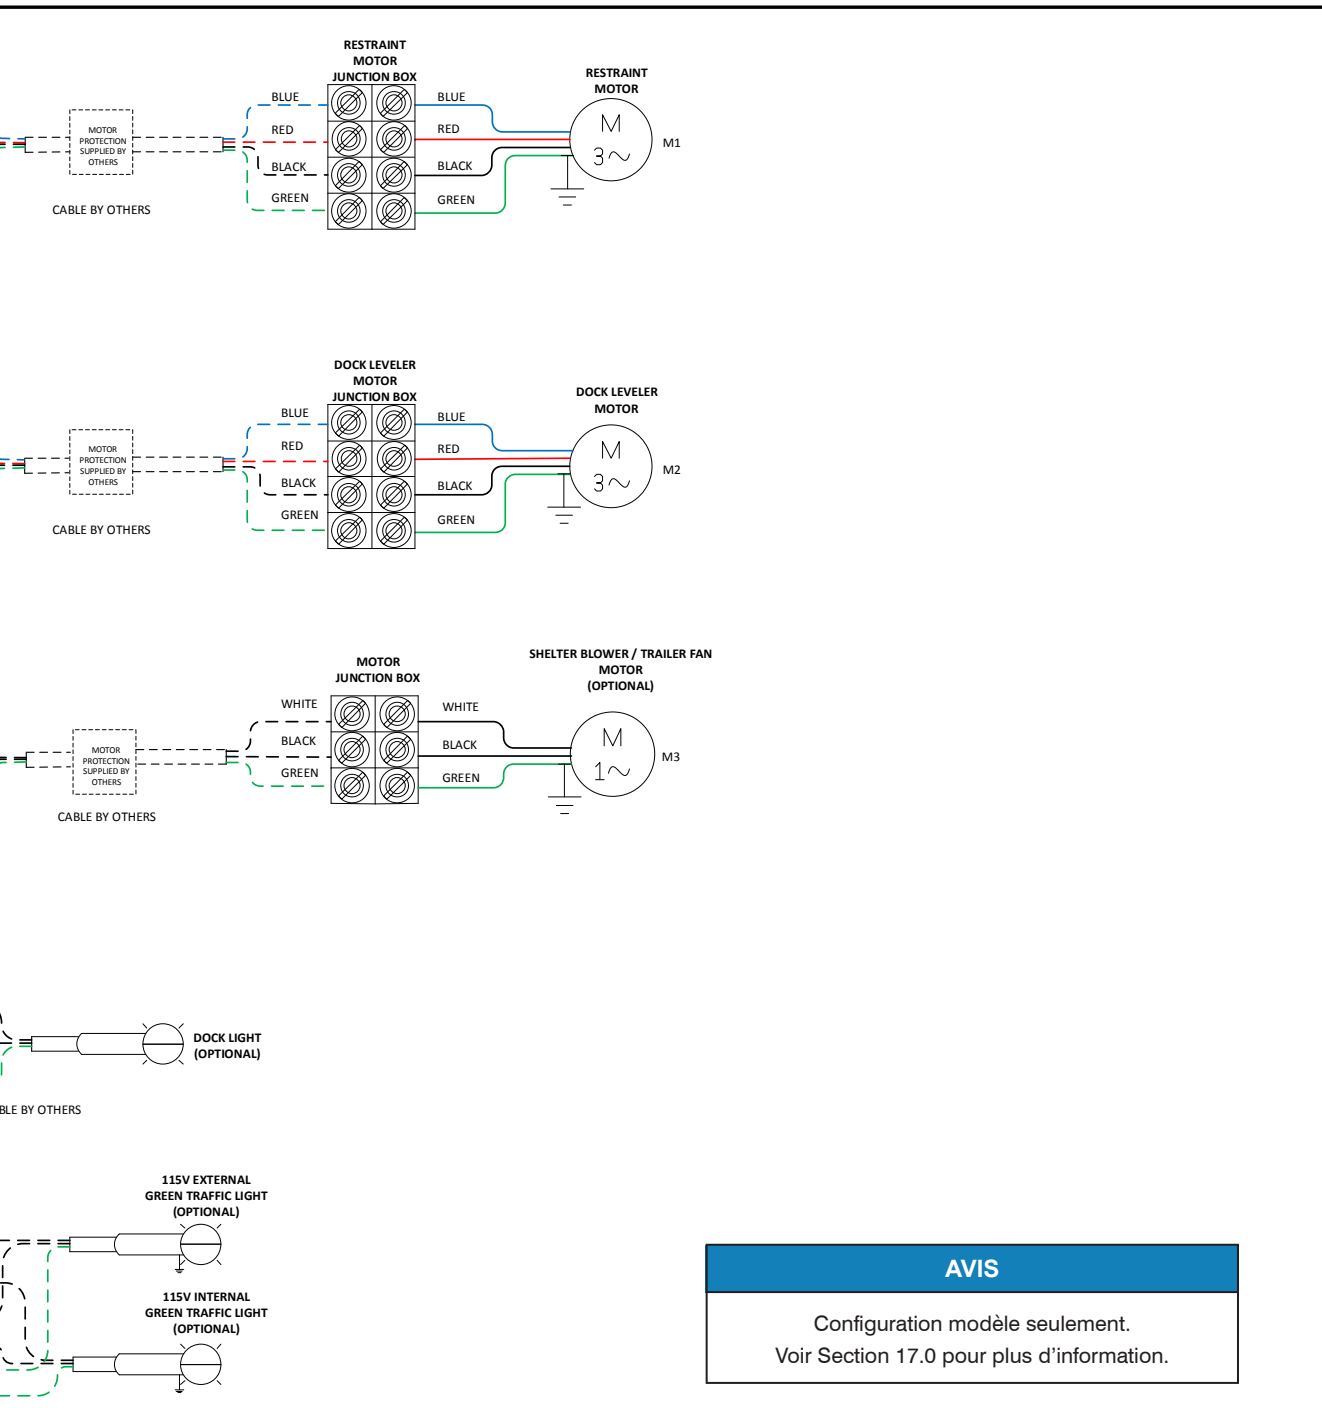 RESTRAINT
MOTOR
JUNCTION BOX
RESTRAINT
MOTOR
BLUE
BLUE
RED
RED
BLACK
BLACK
GREEN
GREEN
MOTOR
PROTECTION
SUPPLIED BY
OTHERS
M
3~
M1
CABLE BY OTHERS
DOCK LEVELER
MOTOR
JUNCTION BOX
DOCK LEVELER
MOTOR
BLUE
BLUE
RED
RED
BLACK
BLACK
GREEN
GREEN
MOTOR
PROTECTION
SUPPLIED BY
OTHERS
M
3~
M2
CABLE BY OTHERS
MOTOR
JUNCTION BOX
SHELTER BLOWER / TRAILER FAN
MOTOR
(OPTIONAL)
WHITE
WHITE
BLACK
BLACK
GREEN
GREEN
MOTOR
PROTECTION
SUPPLIED BY
OTHERS
M
1~
M3
CABLE BY OTHERS
DOCK LIGHT
(OPTIONAL)
BLE BY OTHERS
115V EXTERNAL
GREEN TRAFFIC LIGHT
(OPTIONAL)
115V INTERNAL
GREEN TRAFFIC LIGHT
(OPTIONAL)
AVIS
Configuration modèle seulement.
Voir Section 17.0 pour plus d’information.